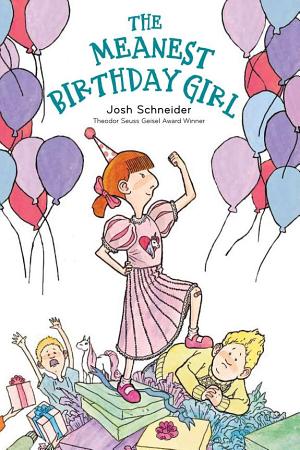 THE
MEANEST
BIRTHDAY GIRL
Josh Schneider
Theodor Seuss Geisel Award Winner